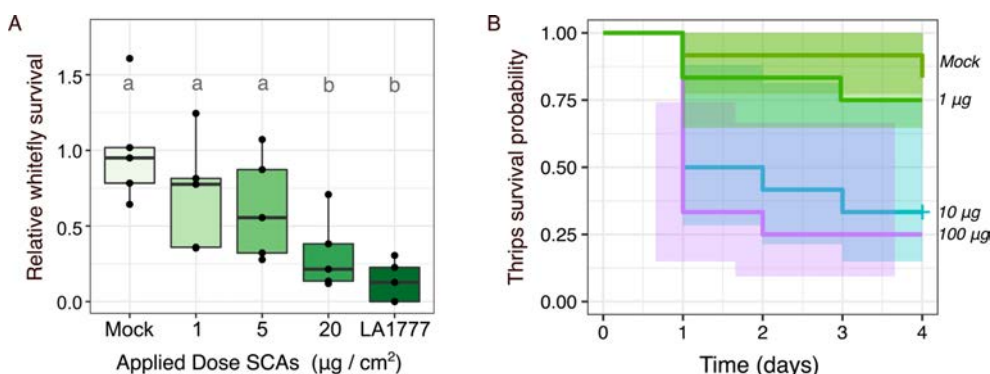 A
Relative whitefly survival
1.5
1.0
0.5
0.0
a a a b b
Mock 1 5 20 LA1777
Applied Dose SCAs (µg / cm²)
B
Thrips survival probability
1.00
0.75
0.50
0.25
0.00
Mock
1 µg
10 µg
100 µg
0 1 2 3 4
Time (days)